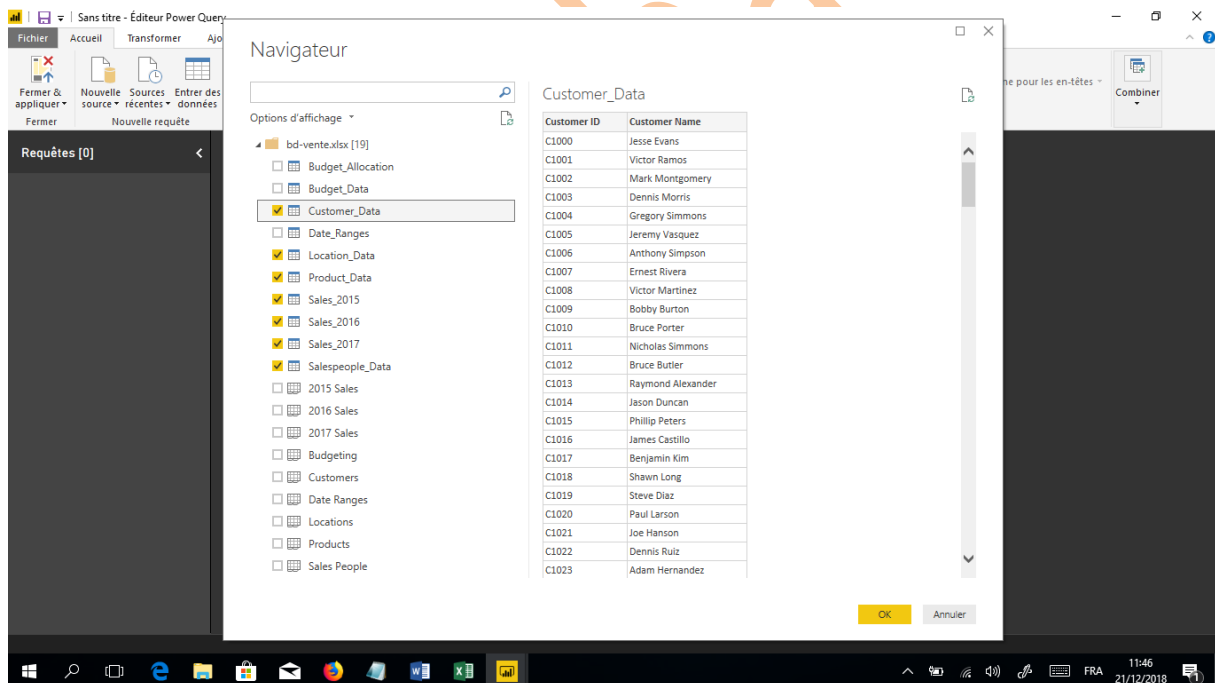 Sans titre - Éditeur Power Query
Fichier Accueil Transformer Ajo
Fermer & appliquer
Nouvelle source
Sources récentes
Entrer des données
Fermer
Nouvelle requête
ne pour les en-têtes
Combiner
Requêtes [0]
Navigateur
Options d'affichage
bd-vente.xlsx [19]
Budget_Allocation
Budget_Data
Customer_Data
Date_Ranges
Location_Data
Product_Data
Sales_2015
Sales_2016
Sales_2017
Salespeople_Data
2015 Sales
2016 Sales
2017 Sales
Budgeting
Customers
Date Ranges
Locations
Products
Sales People
Customer_Data
Customer ID Customer Name
C1000 Jesse Evans
C1001 Victor Ramos
C1002 Mark Montgomery
C1003 Dennis Morris
C1004 Gregory Simmons
C1005 Jeremy Vasquez
C1006 Anthony Simpson
C1007 Ernest Rivera
C1008 Victor Martinez
C1009 Bobby Burton
C1010 Bruce Porter
C1011 Nicholas Simmons
C1012 Bruce Butler
C1013 Raymond Alexander
C1014 Jason Duncan
C1015 Phillip Peters
C1016 James Castillo
C1017 Benjamin Kim
C1018 Shawn Long
C1019 Steve Diaz
C1020 Paul Larson
C1021 Joe Hanson
C1022 Dennis Ruiz
C1023 Adam Hernandez
OK Annuler
FRA
11:46
21/12/2018